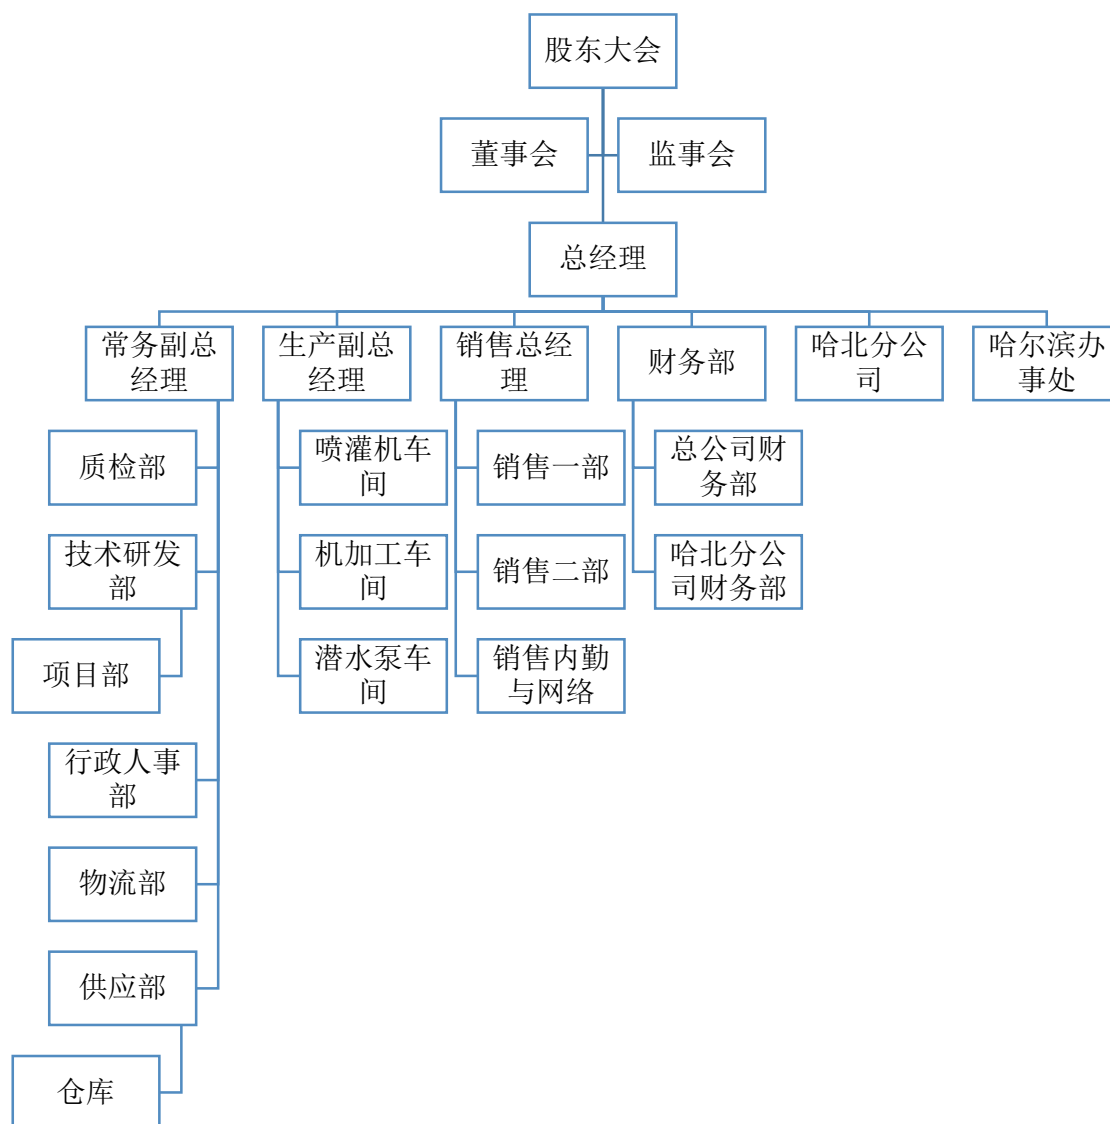 股东大会
董事会
监事会
总经理
常务副总
经理
生产副总
经理
销售总经
理
财务部
哈北分公
司
哈尔滨办
事处
质检部
喷灌机车
间
销售一部
总公司财
务部
技术研发
部
机加工车
间
销售二部
哈北分公
司财务部
项目部
潜水泵车
间
销售内勤
与网络
行政人事
部
物流部
供应部
仓库